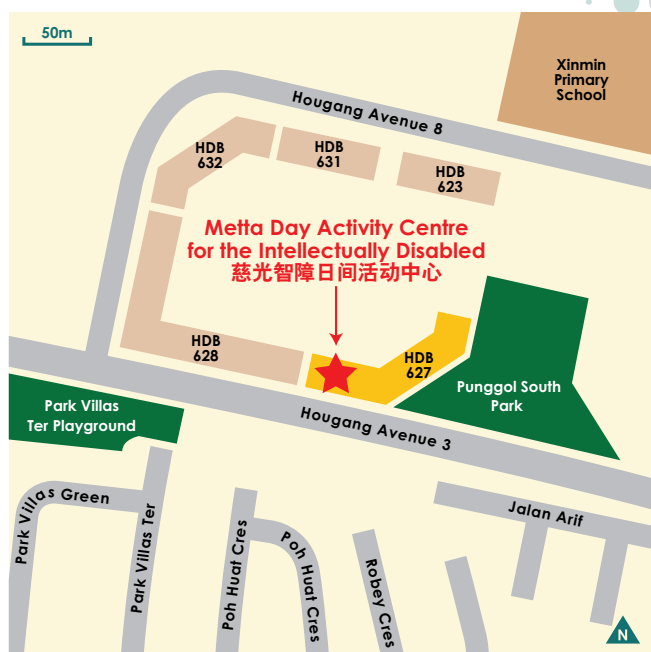 50m
Xinmin
Primary
School
Hougang Avenue 8
HDB
632
HDB
631
HDB
623
Metta Day Activity Centre
for the Intellectually Disabled
慈光智障日间活动中心
HDB
628
HDB
627
Punggol South
Park
Park Villas
Ter Playground
Hougang Avenue 3
Park Villas Green
Park Villas Ter
Poh Huat Cres
Poh Huat Cres
Robey Cres
Jalan Arif
N